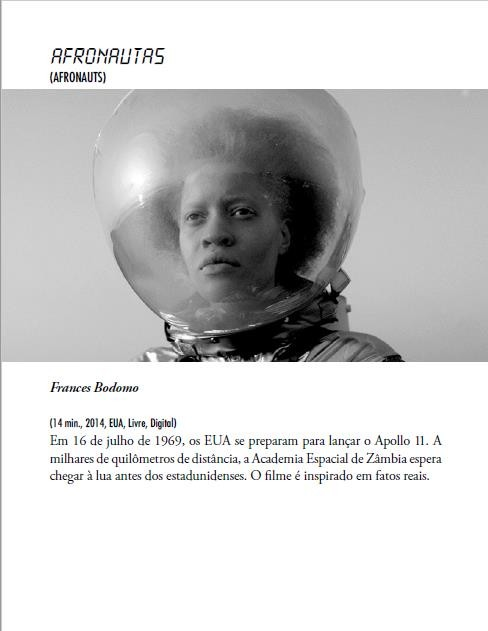 AFRONAUTAS
(AFRONAUTS)
Frances Bodomo
(14 min., 2014, EUA, Livre, Digital)
Em 16 de julho de 1969, os EUA se preparam para lançar o Apollo 11. A
milhares de quilômetros de distância, a Academia Espacial de Zâmbia espera
chegar à lua antes dos estadunidenses. O filme é inspirado em fatos reais.